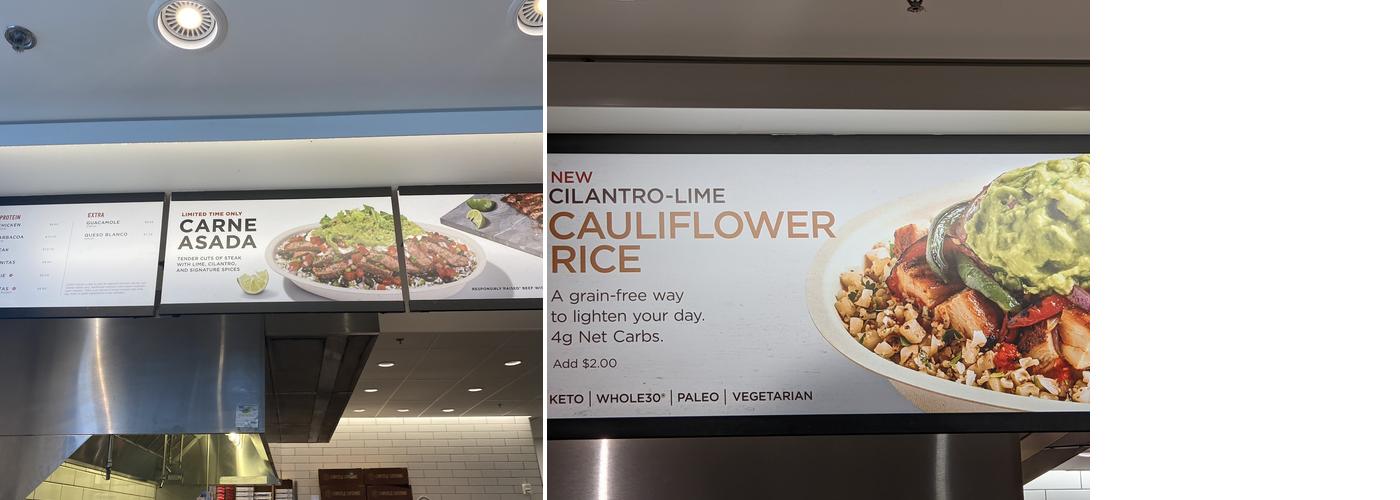 PROTEIN
CHICKEN
EXTRA
GUACAMOLE
QUESO BLANCO
LIMITED TIME ONLY
CARNE
ASADA
TENDER CUTS OF STEAK
WITH LIME, CILANTRO,
AND SIGNATURE SPICES
RESPONSIBLY RAISED® BEEF
NEW
CILANTRO-LIME
CAULIFLOWER
RICE
A grain-free way
to lighten your day.
4g Net Carbs.
Add $2.00
KETO | WHOLE30® | PALEO | VEGETARIAN